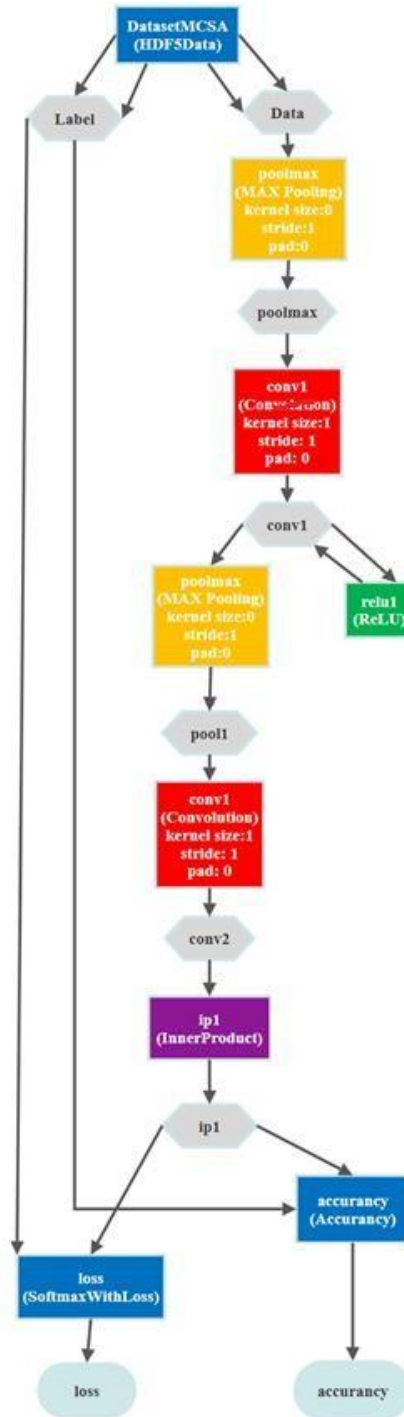 DatasetMCSA
(HDF5Data)
Label
Data
poolmax
(MAX Pooling)
kernel size:0
stride:1
pad:0
poolmax
conv1
(Convolution)
kernel size:1
stride: 1
pad: 0
conv1
poolmax
(MAX Pooling)
kernel size:0
stride:1
pad:0
relu1
(ReLU)
pool1
conv1
(Convolution)
kernel size:1
stride: 1
pad: 0
conv2
ip1
(InnerProduct)
ip1
accurancy
(Accurancy)
loss
(SoftmaxWithLoss)
loss
accurancy